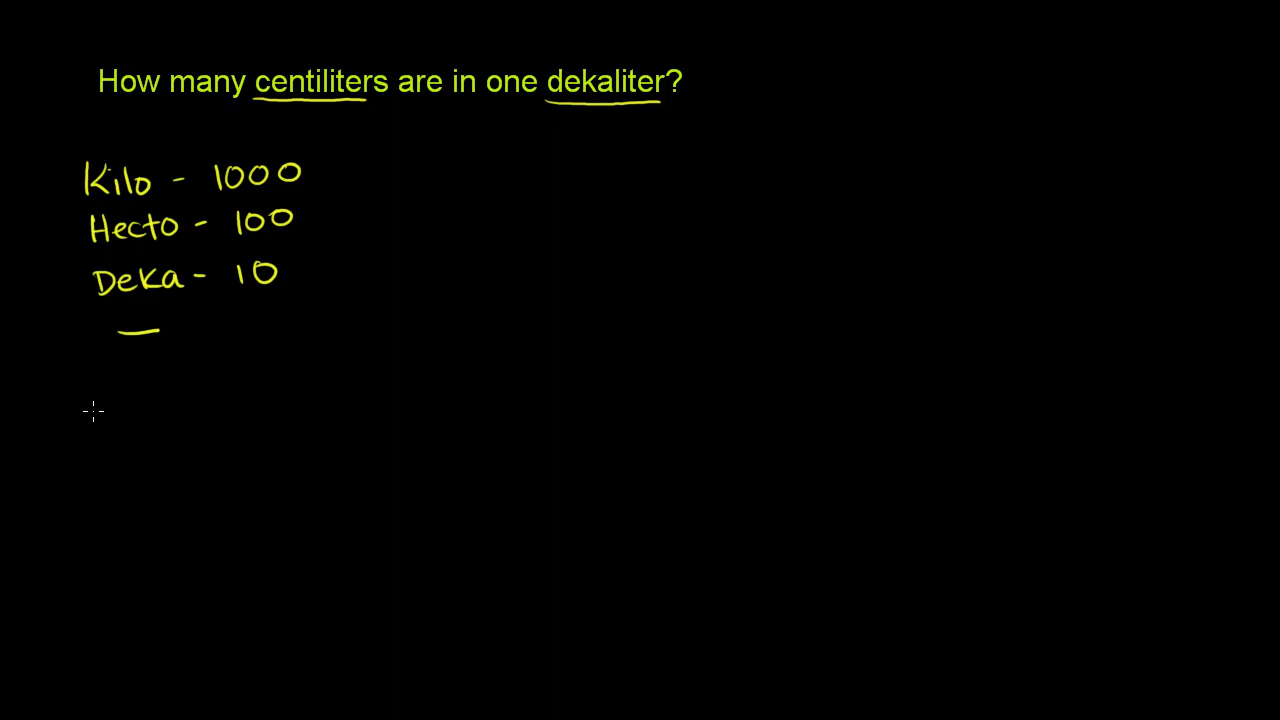 How many centiliters are in one dekaliter?
Kilo - 1000
Hecto - 100
Deka - 10